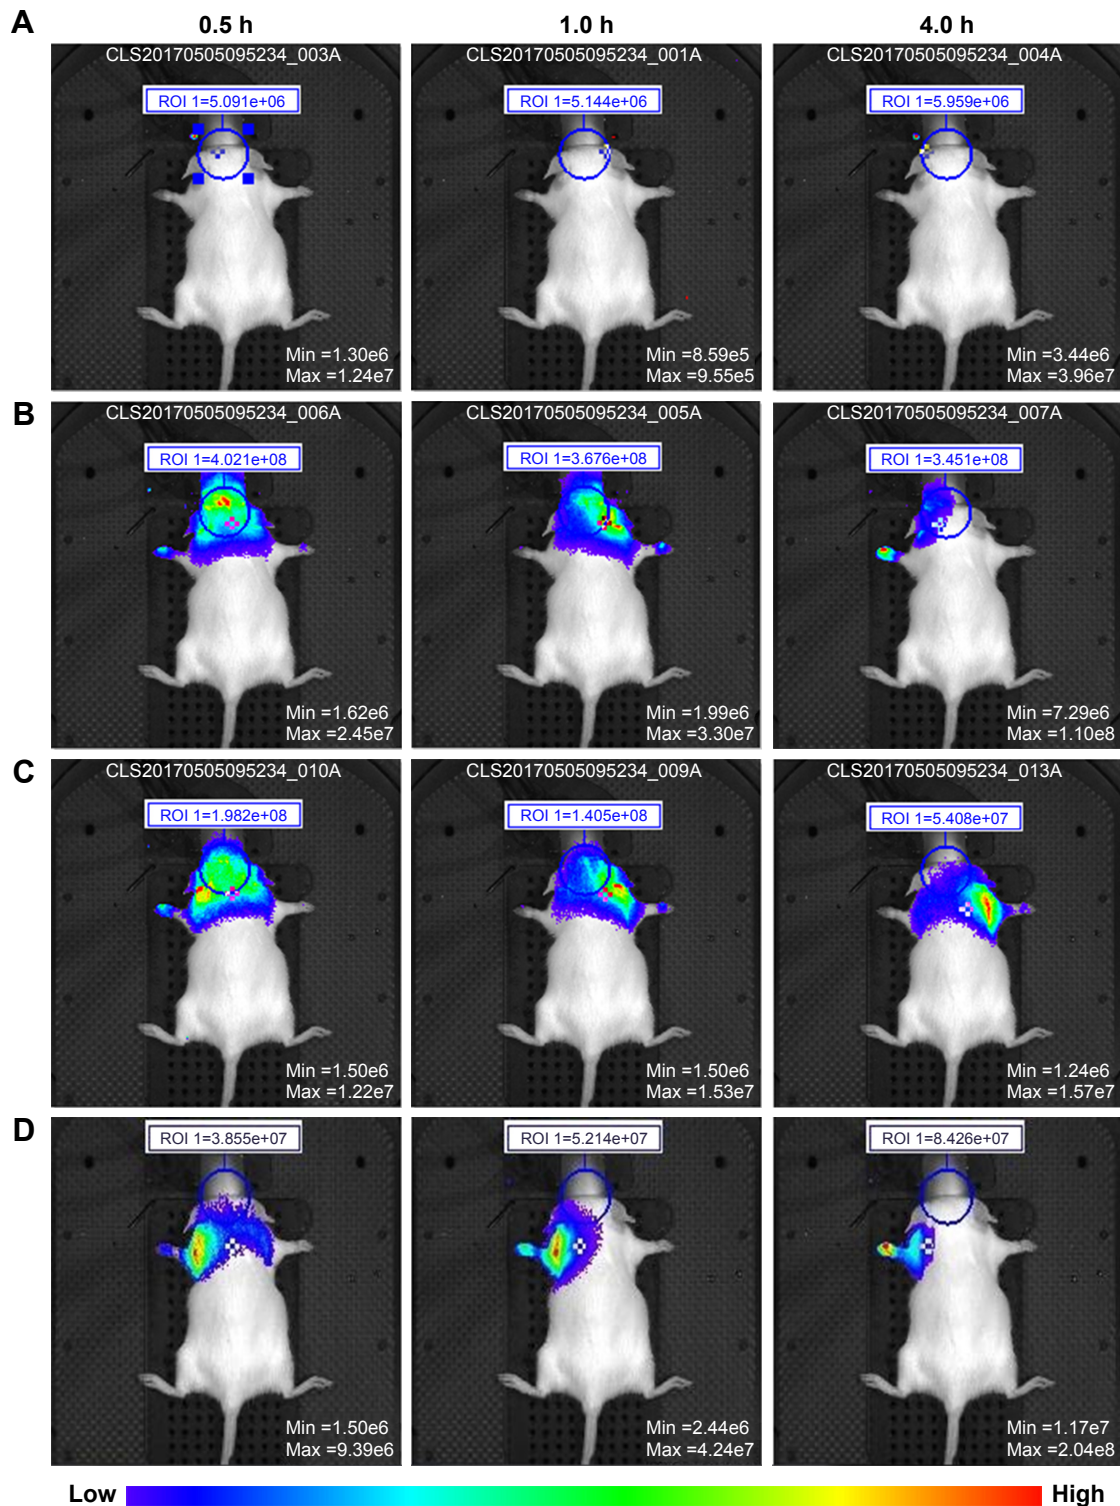 A
0.5 h
1.0 h
4.0 h
CLS20170505095234_003A
CLS20170505095234_001A
CLS20170505095234_004A
ROI 1=5.091e+06
ROI 1=5.144e+06
ROI 1=5.959e+06
Min =1.30e6
Max =1.24e7
Min =8.59e5
Max =9.55e5
Min =3.44e6
Max =3.96e7
B
CLS20170505095234_006A
CLS20170505095234_005A
CLS20170505095234_007A
ROI 1=4.021e+08
ROI 1=3.676e+08
ROI 1=3.451e+08
Min =1.62e6
Max =2.45e7
Min =1.99e6
Max =3.30e7
Min =7.29e6
Max =1.10e8
C
CLS20170505095234_010A
CLS20170505095234_009A
CLS20170505095234_013A
ROI 1=1.982e+08
ROI 1=1.405e+08
ROI 1=5.408e+07
Min =1.50e6
Max =1.22e7
Min =1.50e6
Max =1.53e7
Min =1.24e6
Max =1.57e7
D
ROI 1=3.855e+07
ROI 1=5.214e+07
ROI 1=8.426e+07
Min =1.50e6
Max =9.39e6
Min =2.44e6
Max =4.24e7
Min =1.17e7
Max =2.04e8
Low
High